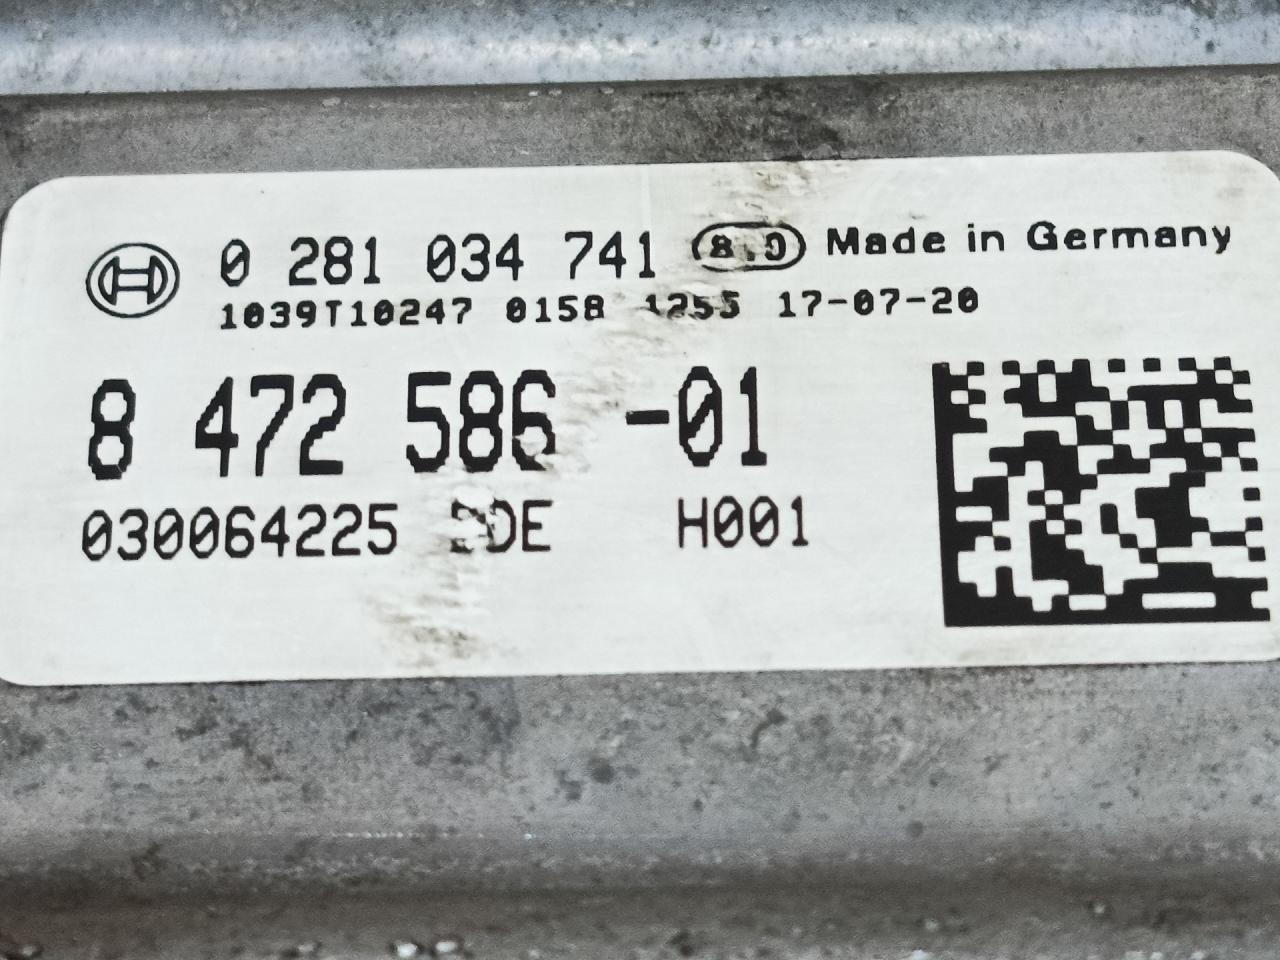 0 281 034 741 Made in Germany
1039T10247 0158 1255 17-07-20
8 472 586 -01
030064225 DDE H001